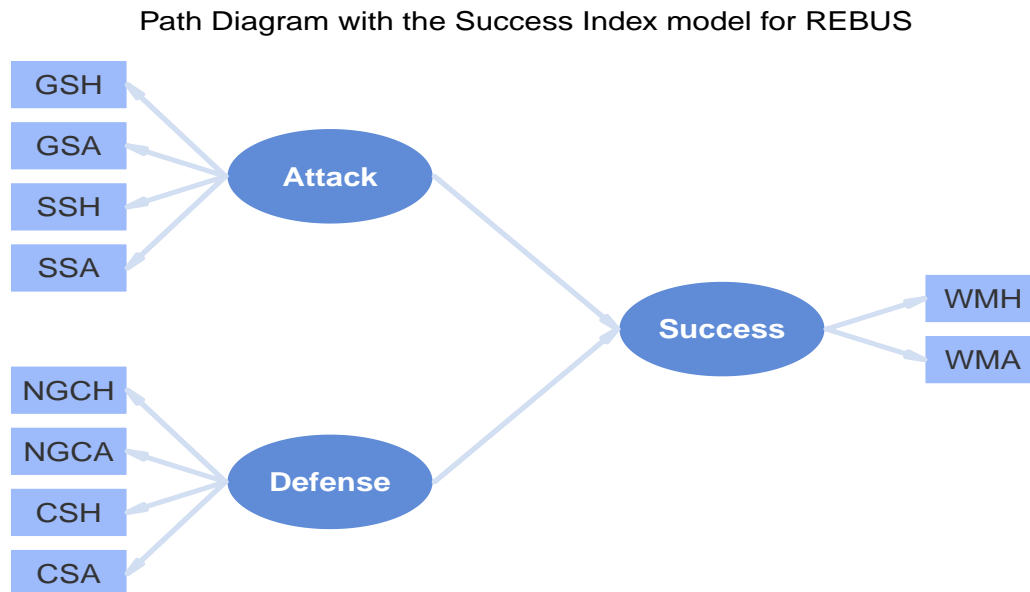 Path Diagram with the Success Index model for REBUS
GSH
GSA
SSH
SSA
Attack
NGCH
NGCA
CSH
CSA
Defense
Success
WMH
WMA